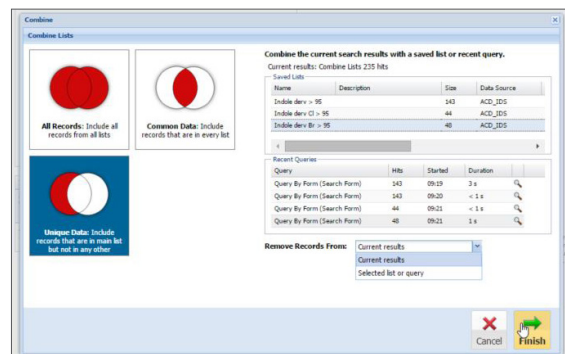 Combine
Combine Lists
All Records: Include all
records from all lists
Common Data: Include
records that are in every list
Unique Data: Include
records that are in main list
but not in any other
Combine the current search results with a saved list or
recent query.
Current results: Combine Lists 235 hits
Saved Lists
Name Description Size Data Source
Indole derv > 95 143 ACD_IDS
Indole derv Cl > 95 44 ACD_IDS
Indole derv Br > 95 48 ACD_IDS
Recent Queries
Query Hits Started Duration
Query By Form (Search Form) 143 09:19 3 s
Query By Form (Search Form) 143 09:20 < 1 s
Query By Form (Search Form) 44 09:21 < 1 s
Query By Form (Search Form) 48 09:21 1 s
Remove Records From: Current results
Current results
Selected list or query
Cancel Finish